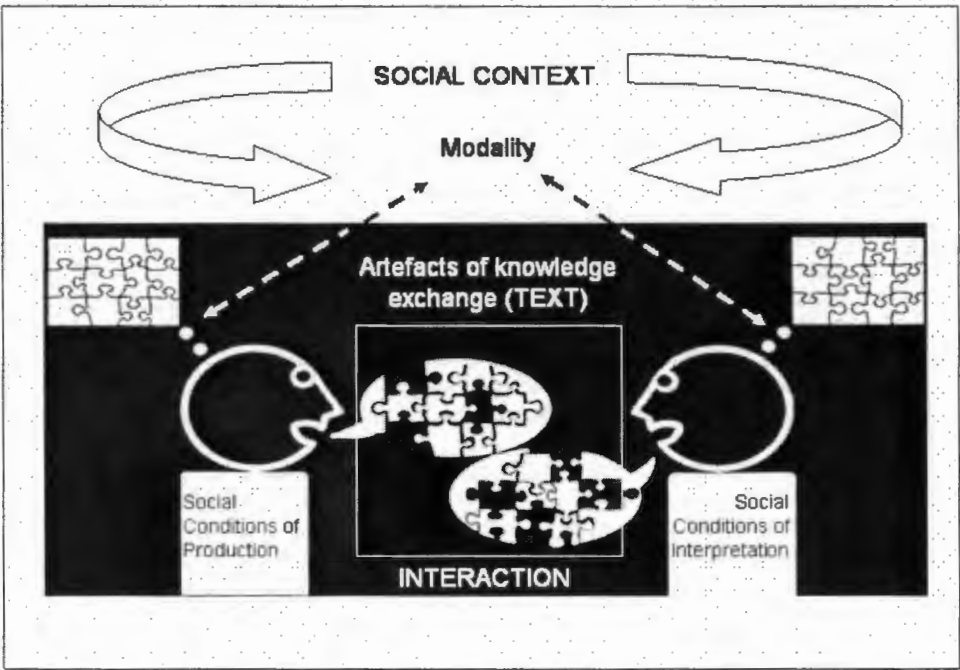 SOCIAL CONTEXT
Modality
Artefacts of knowledge
exchange (TEXT)
Social
Conditions of
Production
Social
Conditions of
Interpretation
INTERACTION